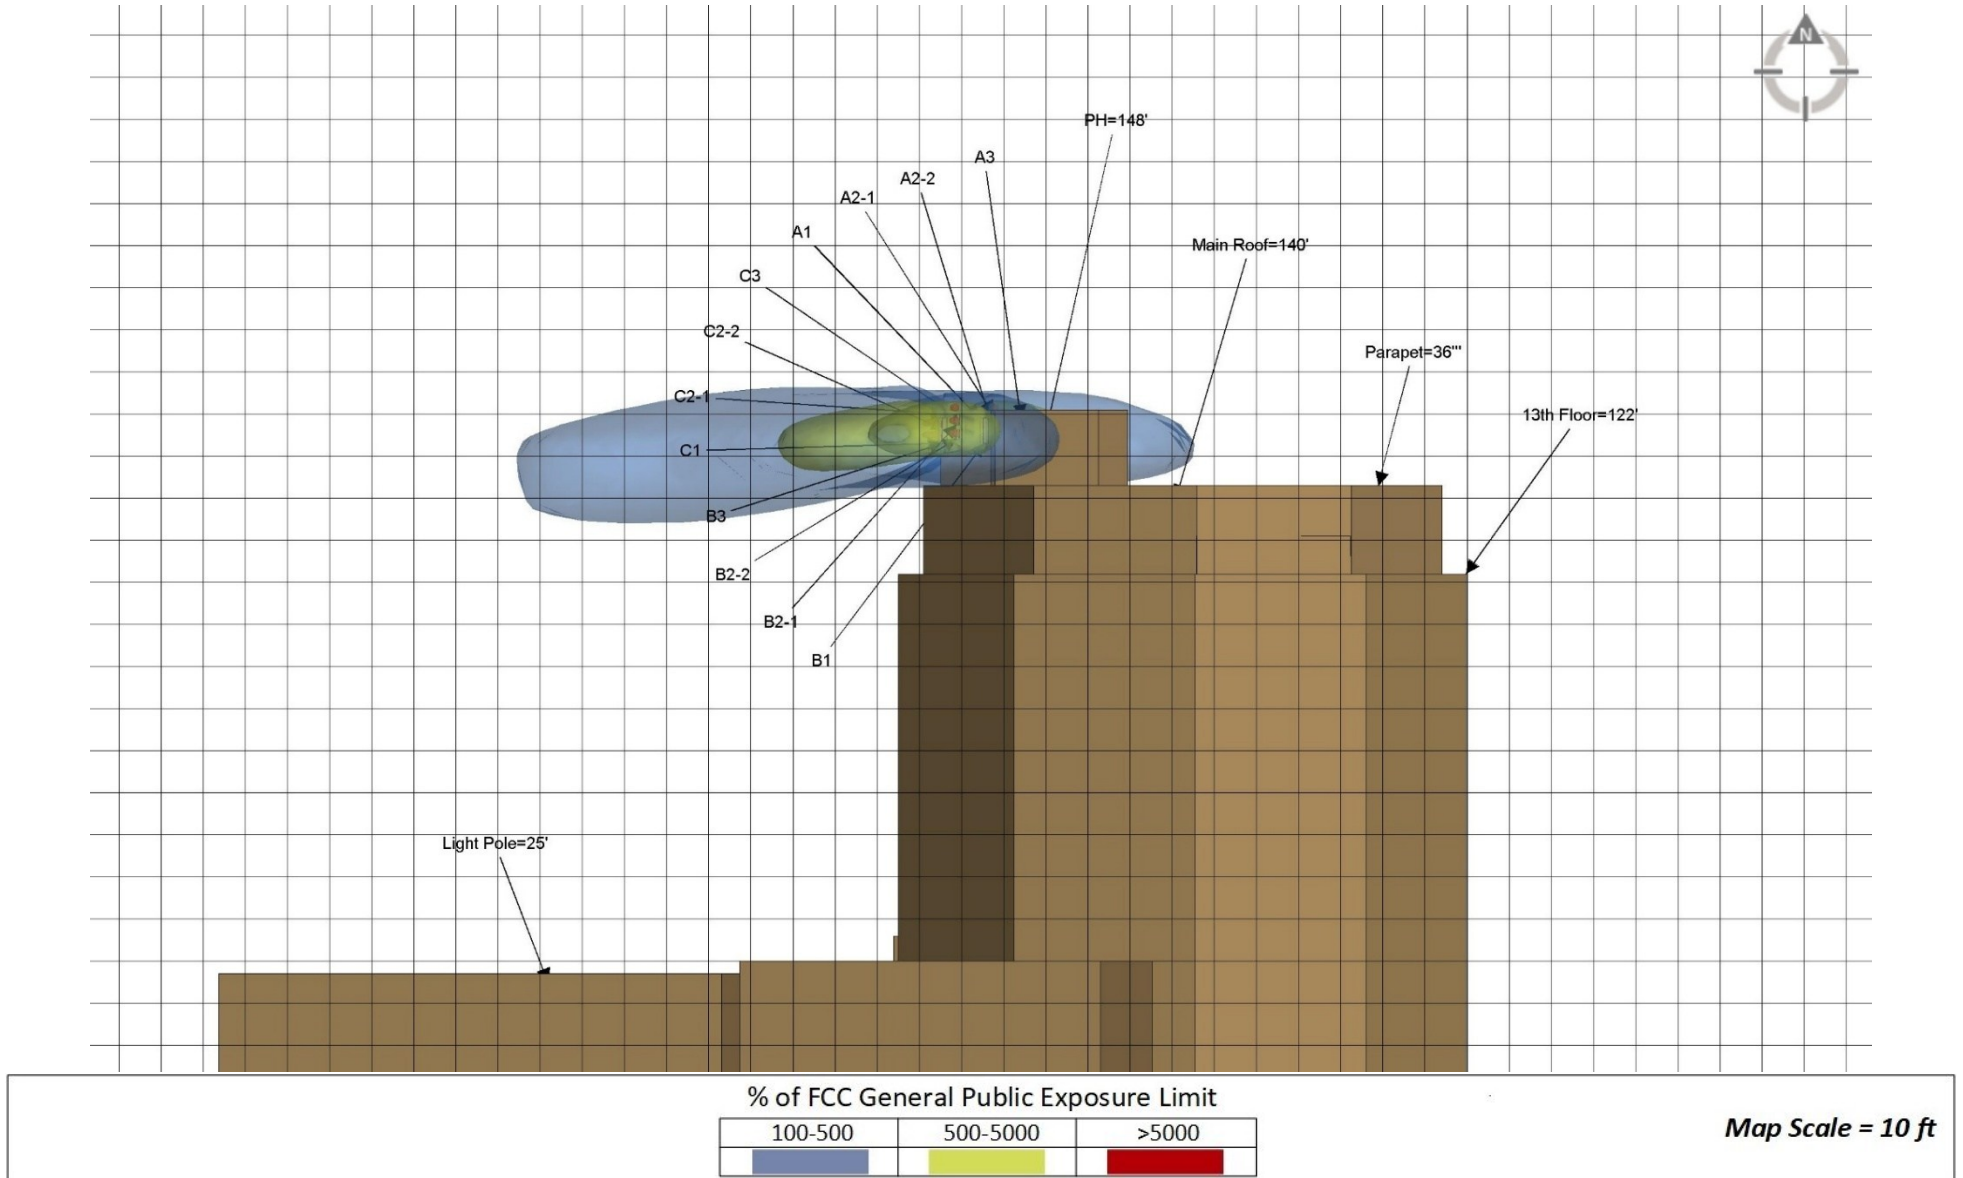 N
PH=148'
A3
A2-2
A2-1
A1
Main Roof=140'
C3
C2-2
Parapet=36'''
C2-1
13th Floor=122'
C1
B3
B2-2
B2-1
B1
Light Pole=25'
% of FCC General Public Exposure Limit
100-500 500-5000 >5000
Map Scale = 10 ft